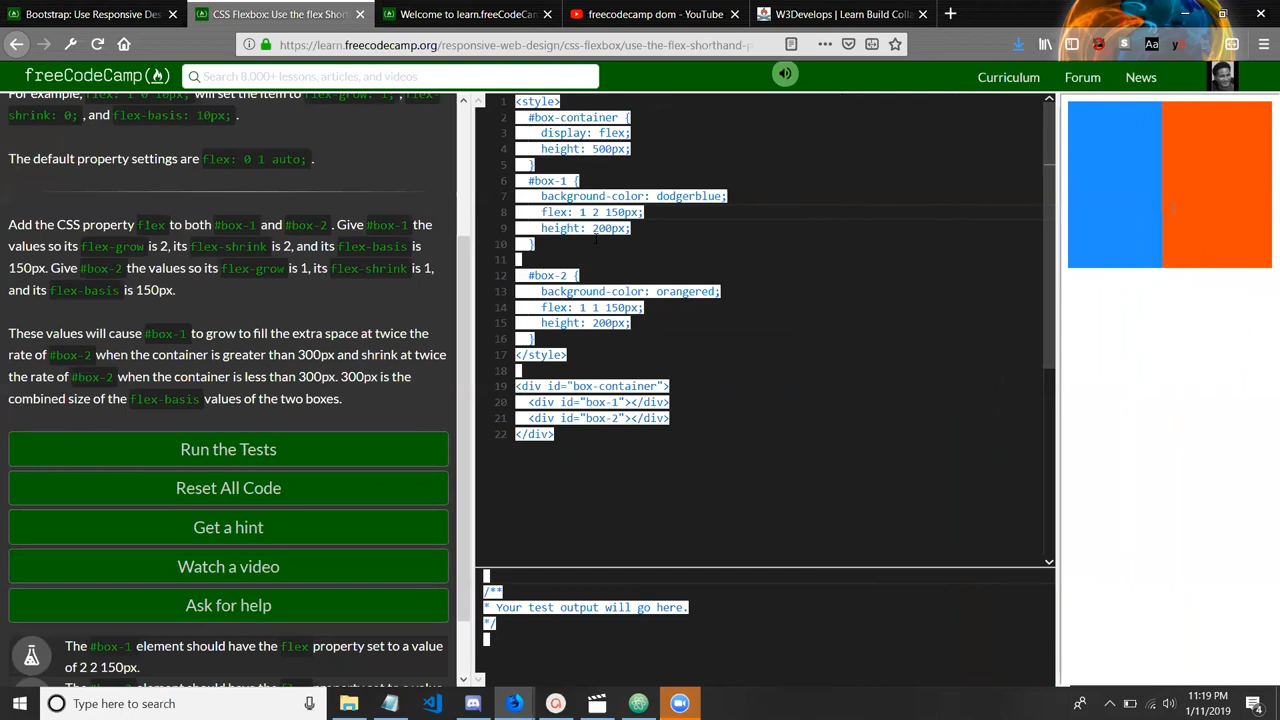 Bootstrap: Use Responsive Des
CSS Flexbox: Use the flex Short
Welcome to learn.freeCodeCam
freecodecamp dom - YouTube
W3Develops | Learn Build Colla
https://learn.freecodecamp.org/responsive-web-design/css-flexbox/use-the-flex-shorthand-p
freeCodeCamp
Search 8,000+ lessons, articles, and videos
Curriculum
Forum
News
For example, flex: 1 0 10px; will set the item to flex-grow: 1; , flex-
shrink: 0; , and flex-basis: 10px; .
The default property settings are flex: 0 1 auto; .
Add the CSS property flex to both #box-1 and #box-2 . Give #box-1 the
values so its flex-grow is 2, its flex-shrink is 2, and its flex-basis is
150px. Give #box-2 the values so its flex-grow is 1, its flex-shrink is 1,
and its flex-basis is 150px.
These values will cause #box-1 to grow to fill the extra space at twice the
rate of #box-2 when the container is greater than 300px and shrink at twice
the rate of #box-2 when the container is less than 300px. 300px is the
combined size of the flex-basis values of the two boxes.
Run the Tests
Reset All Code
Get a hint
Watch a video
Ask for help
The #box-1 element should have the flex property set to a value
of 2 2 150px.
1 <style>
2 #box-container {
3 display: flex;
4 height: 500px;
5 }
6 #box-1 {
7 background-color: dodgerblue;
8 flex: 1 2 150px;
9 height: 200px;
10 }
11
12 #box-2 {
13 background-color: orangered;
14 flex: 1 1 150px;
15 height: 200px;
16 }
17 </style>
18
19 <div id="box-container">
20 <div id="box-1"></div>
21 <div id="box-2"></div>
22 </div>
/**
* Your test output will go here.
*/
Type here to search
11:19 PM
1/11/2019
4